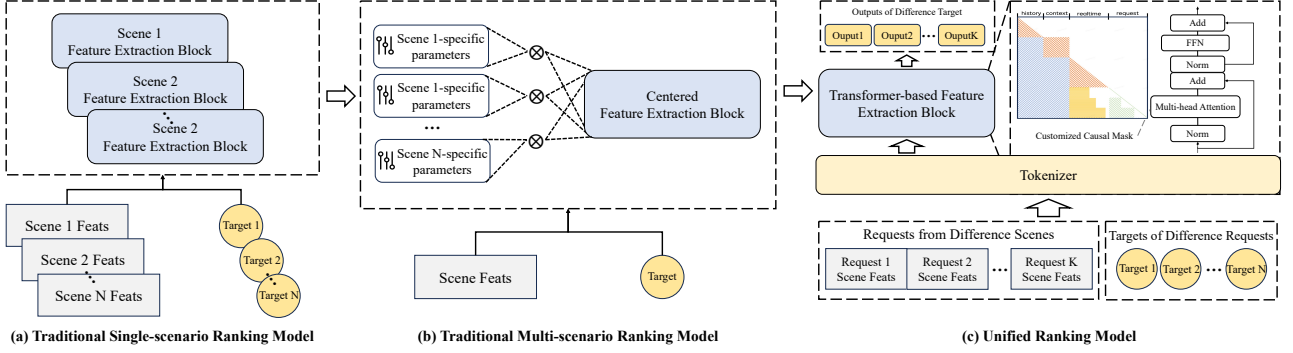 Scene 1
Feature Extraction Block
Scene 2
Feature Extraction Block
Scene 2
Feature Extraction Block
Scene 1 Feats
Scene 2 Feats
Scene N Feats
Target 1
Target 2
Target N
(a) Traditional Single-scenario Ranking Model
Scene 1-specific
parameters
Scene 1-specific
parameters
...
Scene N-specific
parameters
Centered
Feature Extraction Block
Scene Feats
Target
(b) Traditional Multi-scenario Ranking Model
Outputs of Difference Target
Ouput1
Ouput2
...
OuputK
Transformer-based Feature
Extraction Block
history
context
realtime
request
Customized Causal Mask
Add
FFN
Norm
Add
Multi-head Attention
Norm
Tokenizer
Requests from Difference Scenes
Request 1
Scene Feats
Request 2
Scene Feats
...
Request K
Scene Feats
Targets of Difference Requests
Target 1
Target 2
...
Target N
(c) Unified Ranking Model